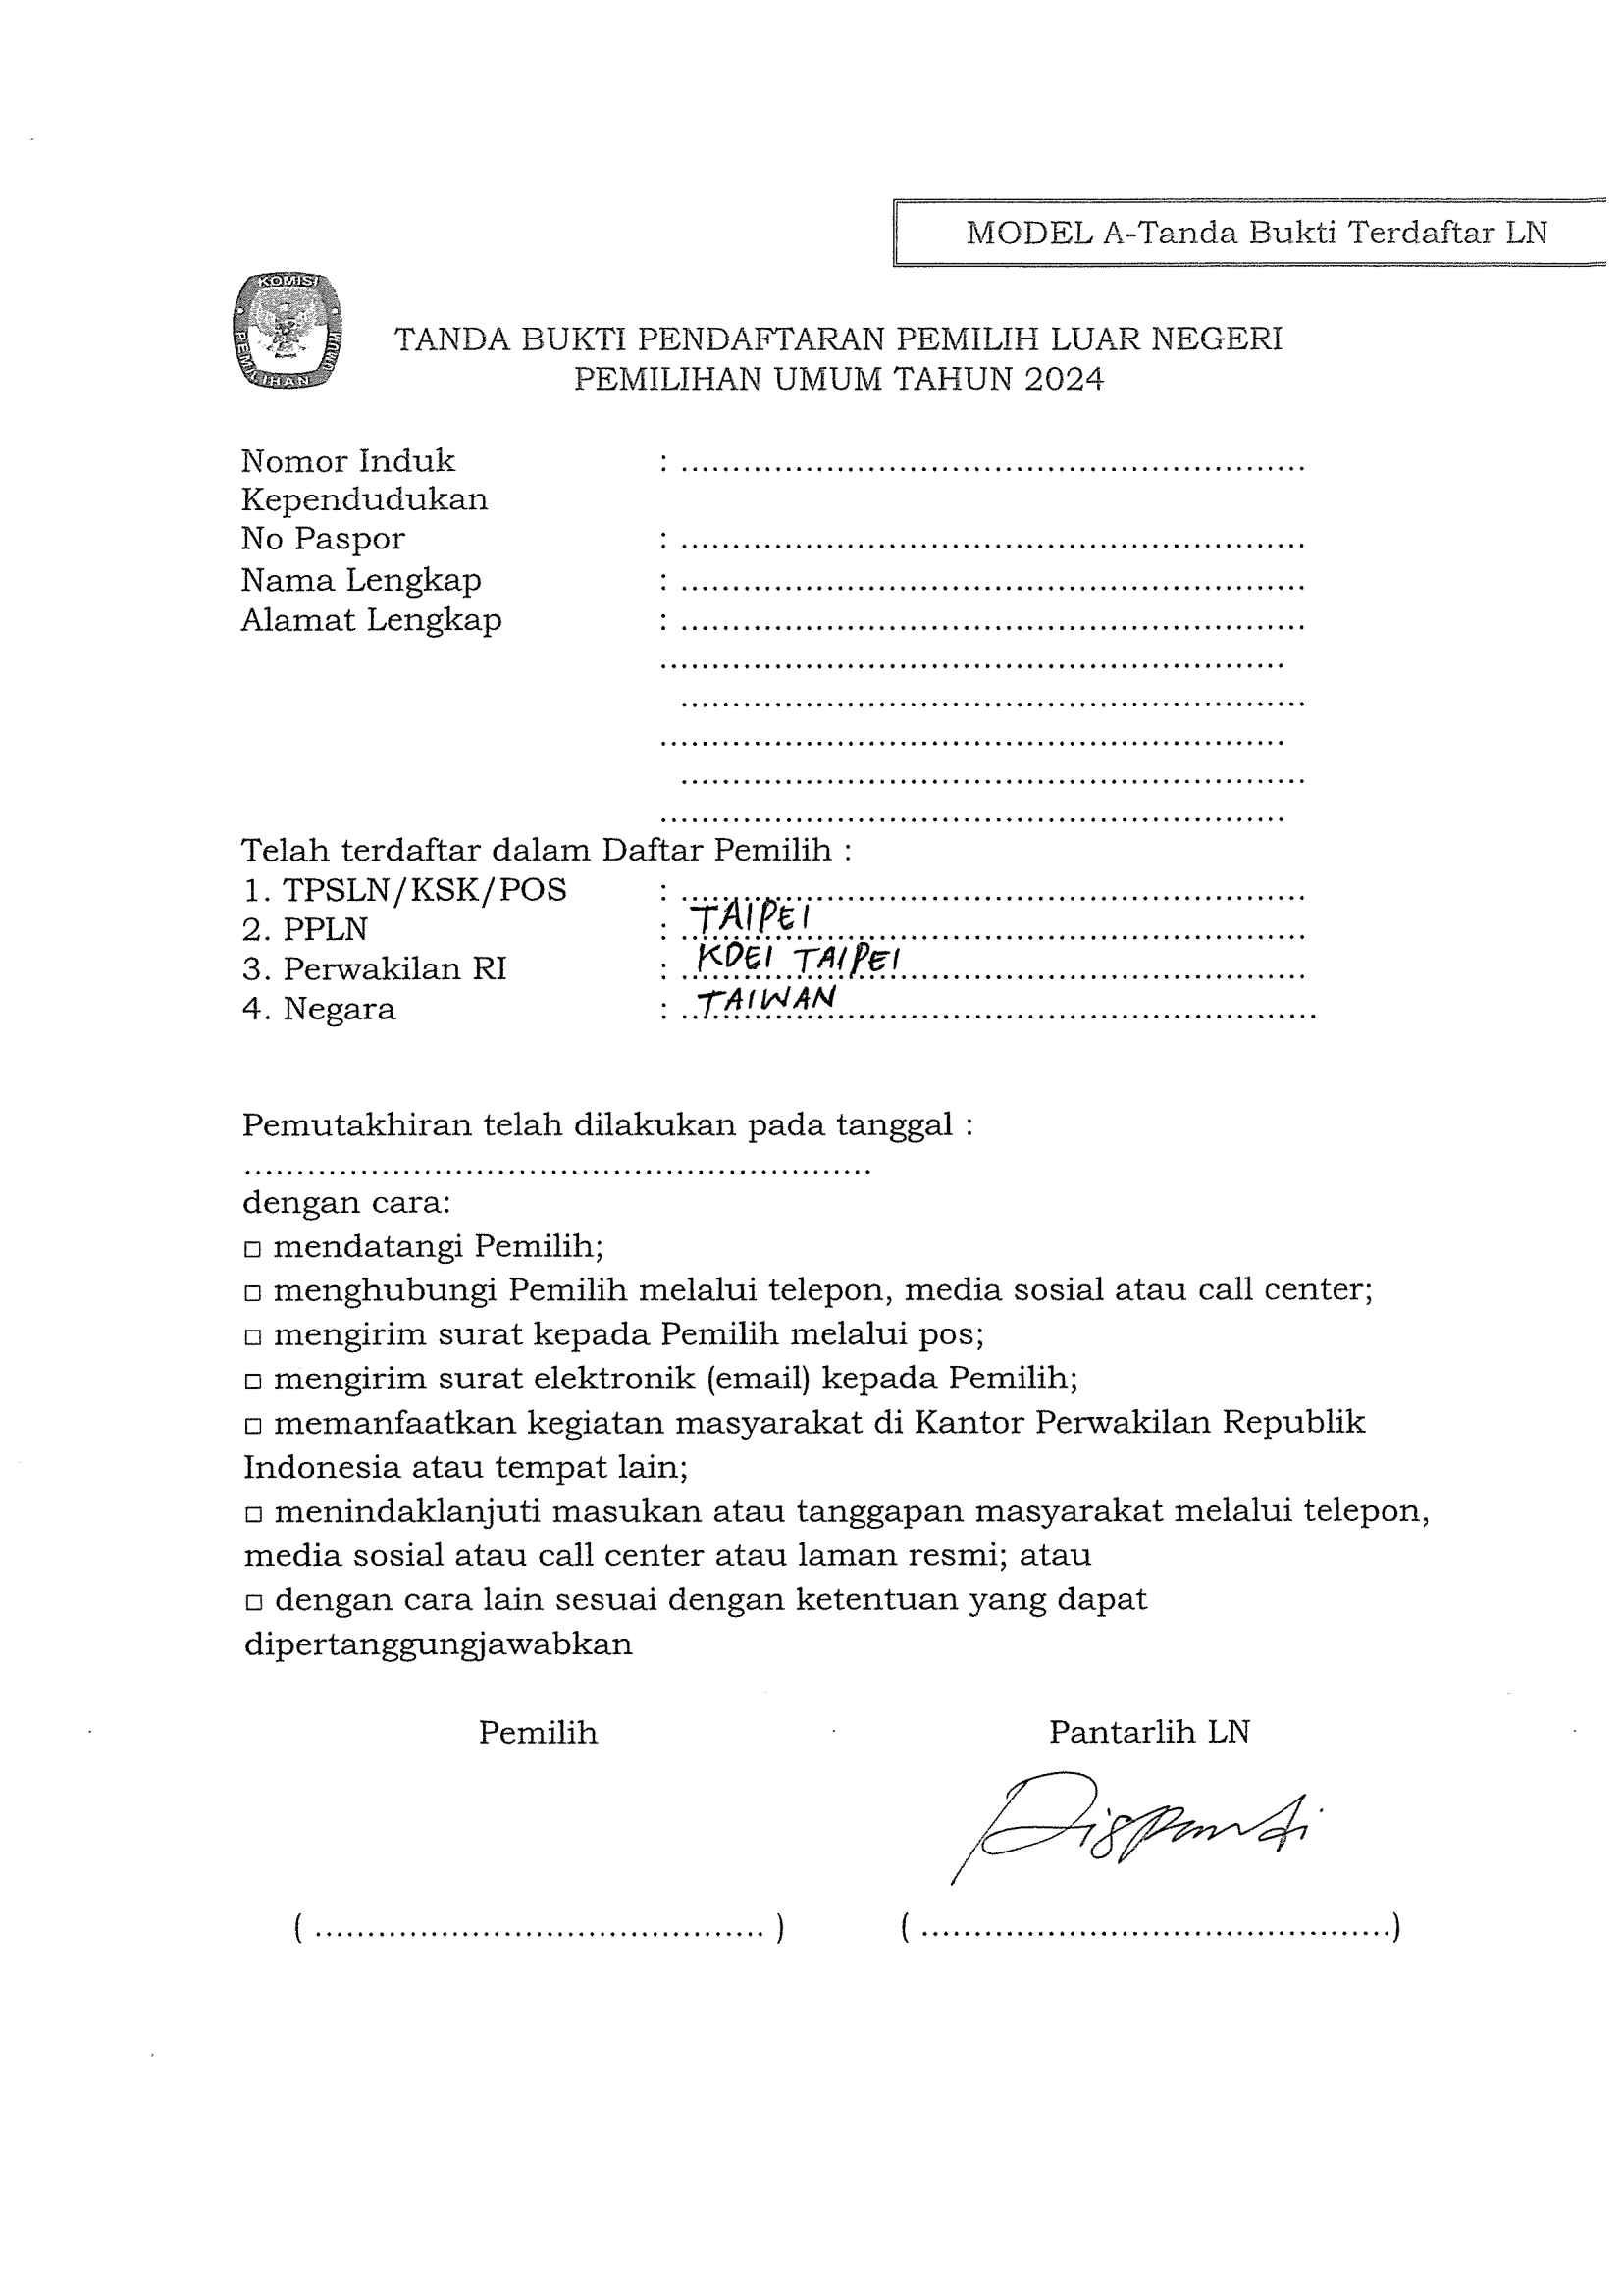 MODEL A-Tanda Bukti Terdaftar LN
KOMISI
PEMILIHAN
UMUM
TANDA BUKTI PENDAFTARAN PEMILIH LUAR NEGERI
PEMILIHAN UMUM TAHUN 2024
Nomor Induk : ............................................................
Kependudukan
No Paspor : ............................................................
Nama Lengkap : ............................................................
Alamat Lengkap : ............................................................
............................................................
............................................................
............................................................
............................................................
............................................................
Telah terdaftar dalam Daftar Pemilih :
1. TPSLN/KSK/POS : ............................................................
2. PPLN : TAIPEI
3. Perwakilan RI : KDEI TAIPEI
4. Negara : TAIWAN
Pemutakhiran telah dilakukan pada tanggal :
............................................................
dengan cara:
□ mendatangi Pemilih;
□ menghubungi Pemilih melalui telepon, media sosial atau call center;
□ mengirim surat kepada Pemilih melalui pos;
□ mengirim surat elektronik (email) kepada Pemilih;
□ memanfaatkan kegiatan masyarakat di Kantor Perwakilan Republik
Indonesia atau tempat lain;
□ menindaklanjuti masukan atau tanggapan masyarakat melalui telepon,
media sosial atau call center atau laman resmi; atau
□ dengan cara lain sesuai dengan ketentuan yang dapat
dipertanggungjawabkan
Pemilih Pantarlih LN
( ........................................... ) ( .............................................)